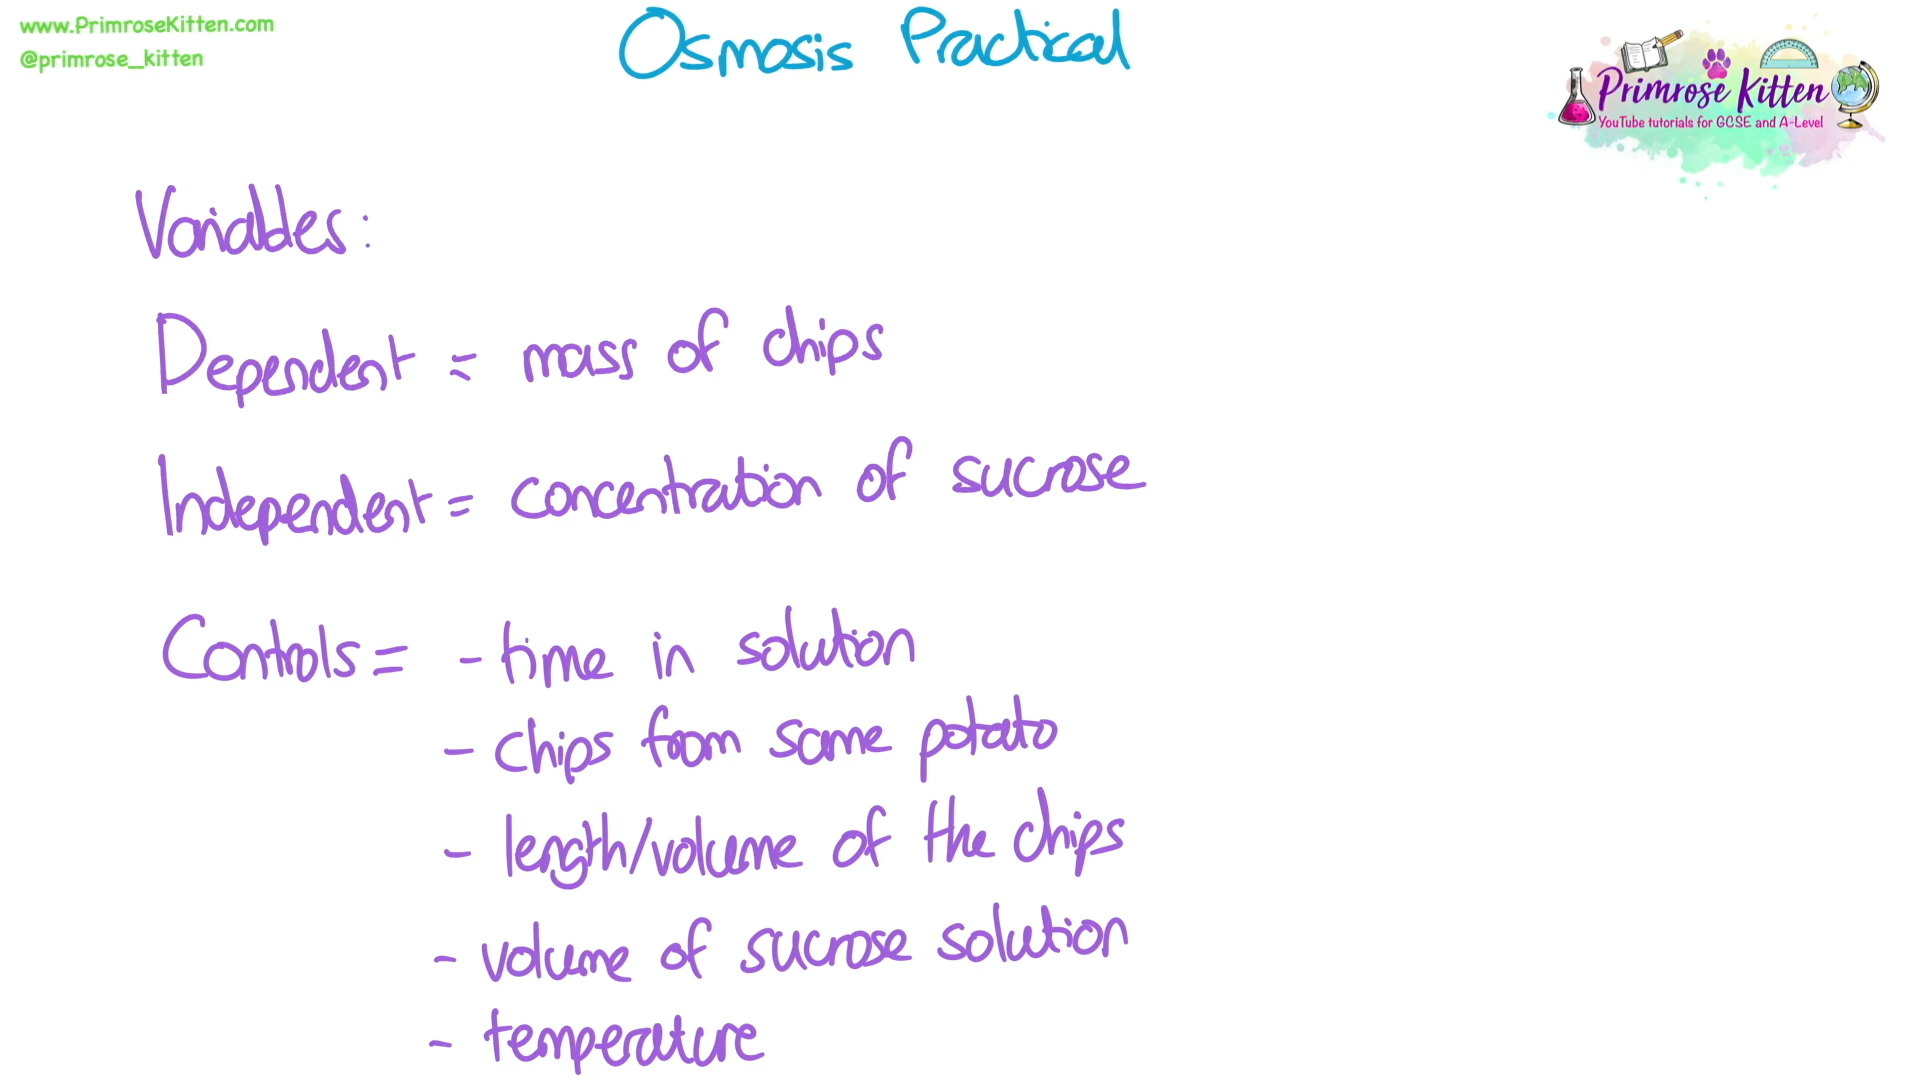 www.PrimroseKitten.com
@primrose_kitten
Osmosis Practical
Primrose Kitten
YouTube tutorials for GCSE and A-Level
Variables:
Dependent = mass of chips
Independent = concentration of sucrose
Controls = - time in solution
- chips from same potato
- length/volume of the chips
- volume of sucrose solution
- temperature